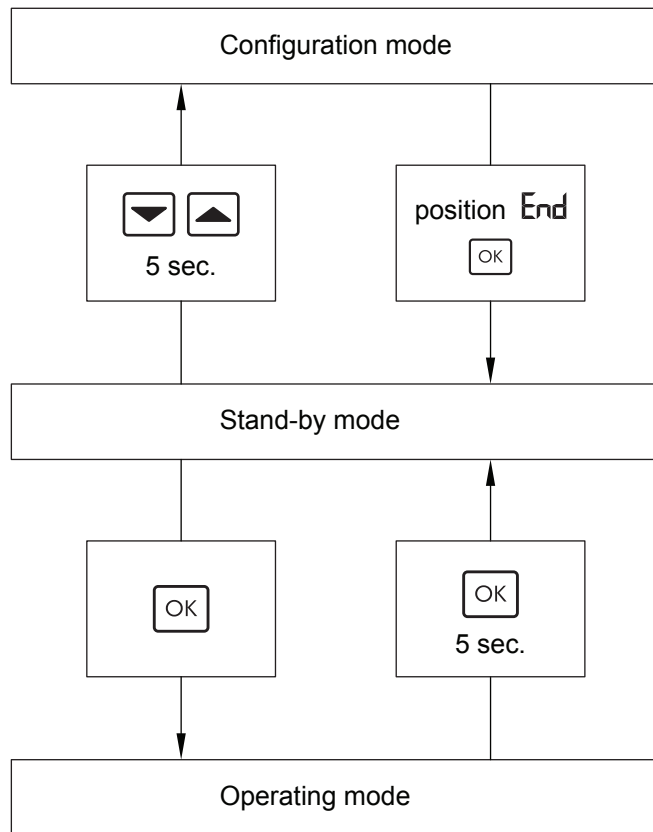 Configuration mode
5 sec.
position End
OK
Stand-by mode
OK
OK
5 sec.
Operating mode